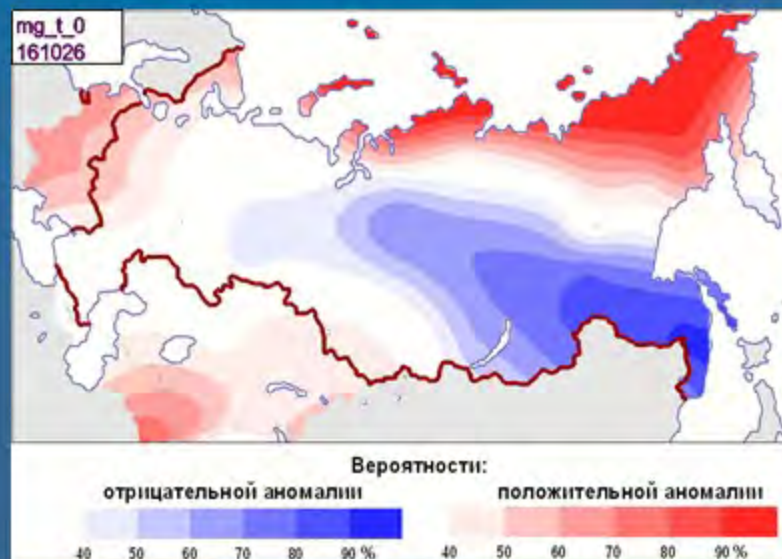 mg_t_0
161026
Вероятности:
отрицательной аномалии положительной аномалии
40 50 60 70 80 90 % 40 50 60 70 80 90 %